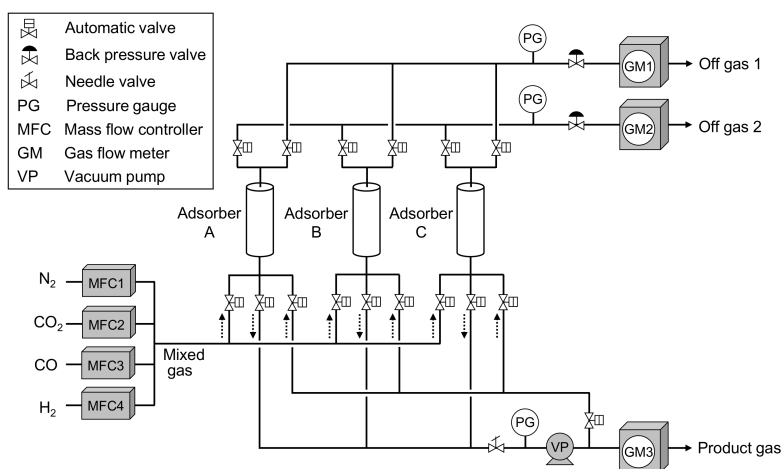 Automatic valve
Back pressure valve
Needle valve
PG Pressure gauge
MFC Mass flow controller
GM Gas flow meter
VP Vacuum pump
PG
GM1
Off gas 1
PG
GM2
Off gas 2
Adsorber
A
Adsorber
B
Adsorber
C
N₂
MFC1
CO₂
MFC2
CO
MFC3
H₂
MFC4
Mixed
gas
PG
VP
GM3
Product gas